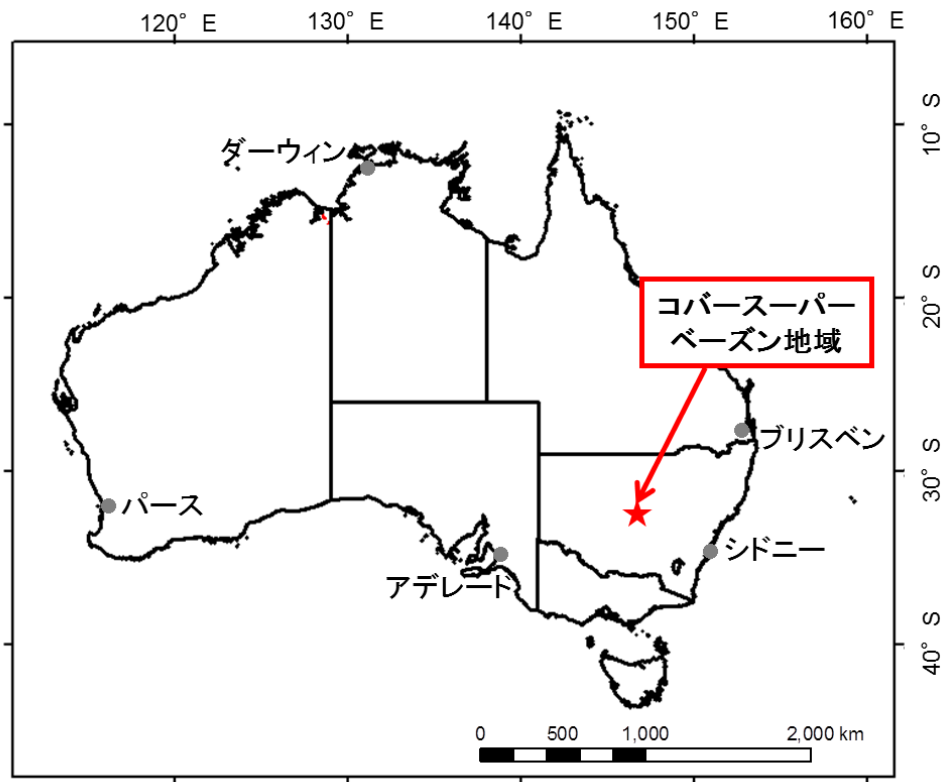 120° E
130° E
140° E
150° E
160° E
10° S
20° S
30° S
40° S
ダーウィン
コバースーパー
ベーズン地域
ブリスベン
パース
シドニー
アデレード
0
500
1,000
2,000 km